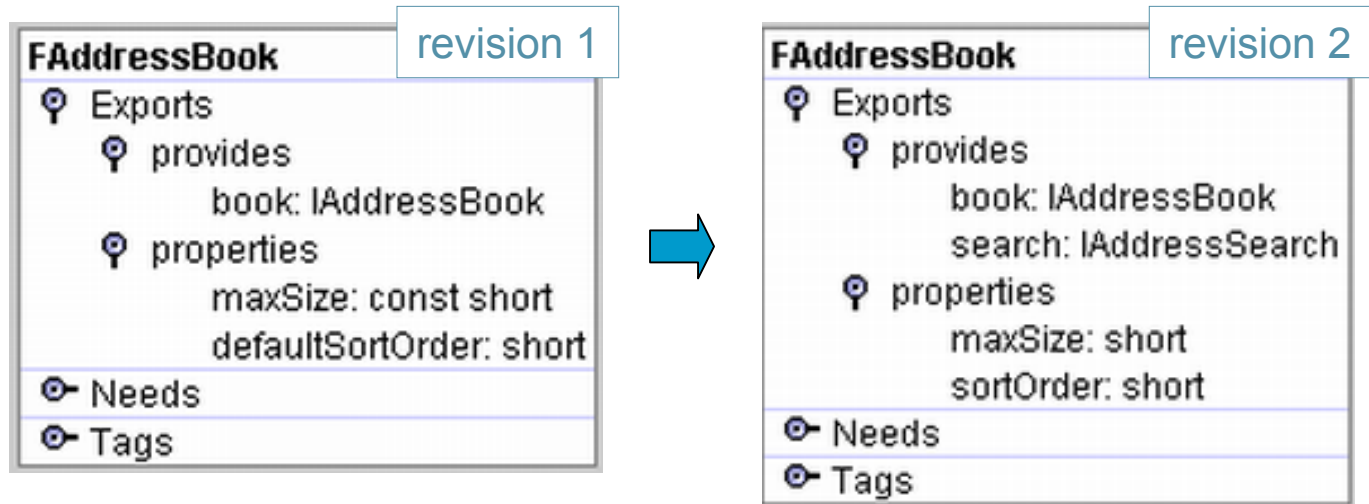 revision 1
FAddressBook
Exports
provides
book: IAddressBook
properties
maxSize: const short
defaultSortOrder: short
Needs
Tags
revision 2
FAddressBook
Exports
provides
book: IAddressBook
search: IAddressSearch
properties
maxSize: short
sortOrder: short
Needs
Tags